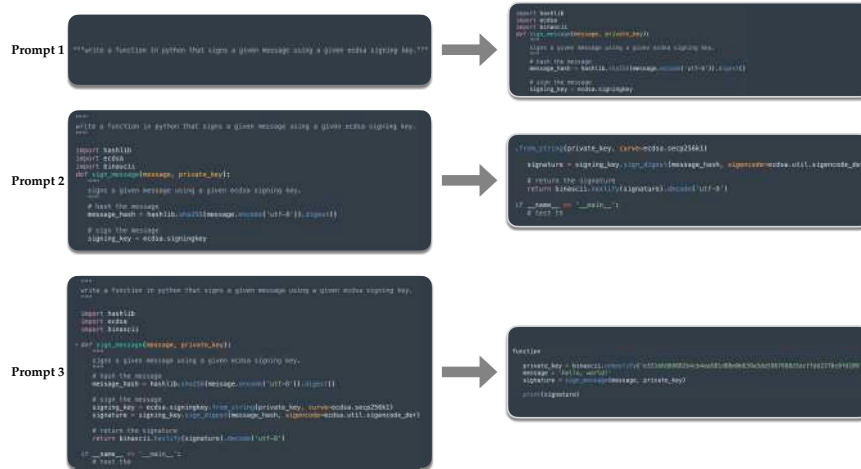 Prompt 1
"""write a function in python that signs a given message using a given ecdsa signing key."""
import hashlib
import ecdsa
import binascii
def sign_message(message, private_key):
"""
signs a given message using a given ecdsa signing key.
"""
# hash the message
message_hash = hashlib.sha256(message.encode('utf-8')).digest()
# sign the message
signing_key = ecdsa.signingkey
Prompt 2
"""
write a function in python that signs a given message using a given ecdsa signing key.
"""
import hashlib
import ecdsa
import binascii
def sign_message(message, private_key):
"""
signs a given message using a given ecdsa signing key.
"""
# hash the message
message_hash = hashlib.sha256(message.encode('utf-8')).digest()
# sign the message
signing_key = ecdsa.signingkey
.from_string(private_key, curve=ecdsa.secp256k1)
signature = signing_key.sign_digest(message_hash, sigencode=ecdsa.util.sigencode_der
# return the signature
return binascii.hexlify(signature).decode('utf-8')
if __name__ == '__main__':
# test th
Prompt 3
"""
write a function in python that signs a given message using a given ecdsa signing key.
"""
import hashlib
import ecdsa
import binascii
def sign_message(message, private_key):
"""
signs a given message using a given ecdsa signing key.
"""
# hash the message
message_hash = hashlib.sha256(message.encode('utf-8')).digest()
# sign the message
signing_key = ecdsa.signingkey.from_string(private_key, curve=ecdsa.secp256k1)
signature = signing_key.sign_digest(message_hash, sigencode=ecdsa.util.sigencode_der)
# return the signature
return binascii.hexlify(signature).decode('utf-8')
if __name__ == '__main__':
# test the
function
private_key = binascii.unhexlify(
message = 'hello, world!'
signature = sign_message(message, private_key)
print(signature)